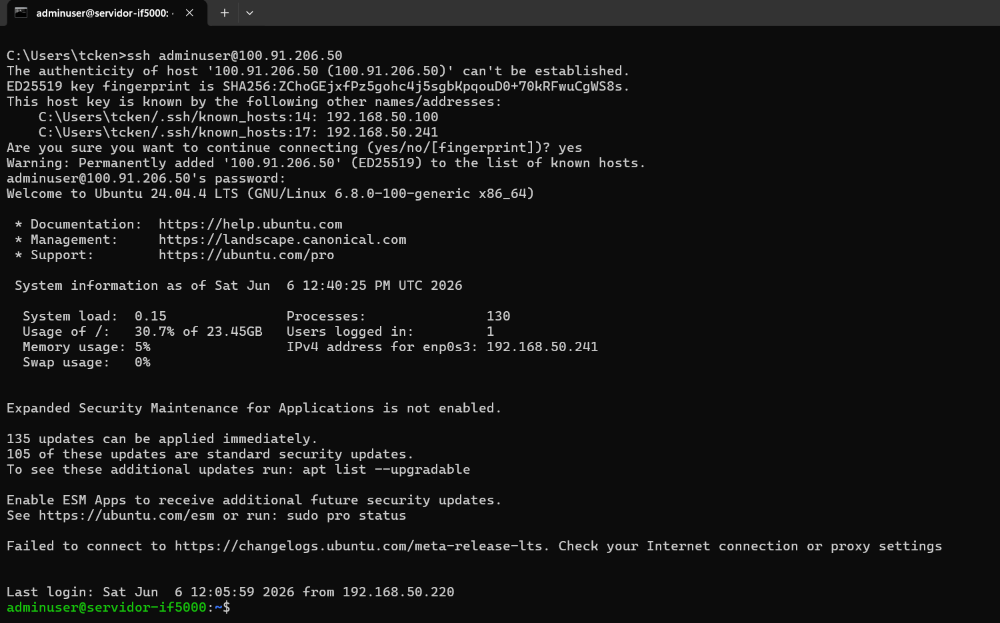 adminuser@servidor-if5000: ~
C:\Users\tcken>ssh adminuser@100.91.206.50
The authenticity of host '100.91.206.50 (100.91.206.50)' can't be established.
ED25519 key fingerprint is SHA256:ZChoGEjxfPz5gohc4j5sgbKpqouD0+70kRFwuCgWS8s.
This host key is known by the following other names/addresses:
    C:\Users\tcken/.ssh/known_hosts:14: 192.168.50.100
    C:\Users\tcken/.ssh/known_hosts:17: 192.168.50.241
Are you sure you want to continue connecting (yes/no/[fingerprint])? yes
Warning: Permanently added '100.91.206.50' (ED25519) to the list of known hosts.
adminuser@100.91.206.50's password:
Welcome to Ubuntu 24.04.4 LTS (GNU/Linux 6.8.0-100-generic x86_64)
 * Documentation:  https://help.ubuntu.com
 * Management:     https://landscape.canonical.com
 * Support:        https://ubuntu.com/pro
 System information as of Sat Jun  6 12:40:25 PM UTC 2026
  System load:  0.15               Processes:               130
  Usage of /:   30.7% of 23.45GB   Users logged in:         1
  Memory usage: 5%                 IPv4 address for enp0s3: 192.168.50.241
  Swap usage:   0%
Expanded Security Maintenance for Applications is not enabled.
135 updates can be applied immediately.
105 of these updates are standard security updates.
To see these additional updates run: apt list --upgradable
Enable ESM Apps to receive additional future security updates.
See https://ubuntu.com/esm or run: sudo pro status
Failed to connect to https://changelogs.ubuntu.com/meta-release-lts. Check your Internet connection or proxy settings
Last login: Sat Jun  6 12:05:59 2026 from 192.168.50.220
adminuser@servidor-if5000:~$